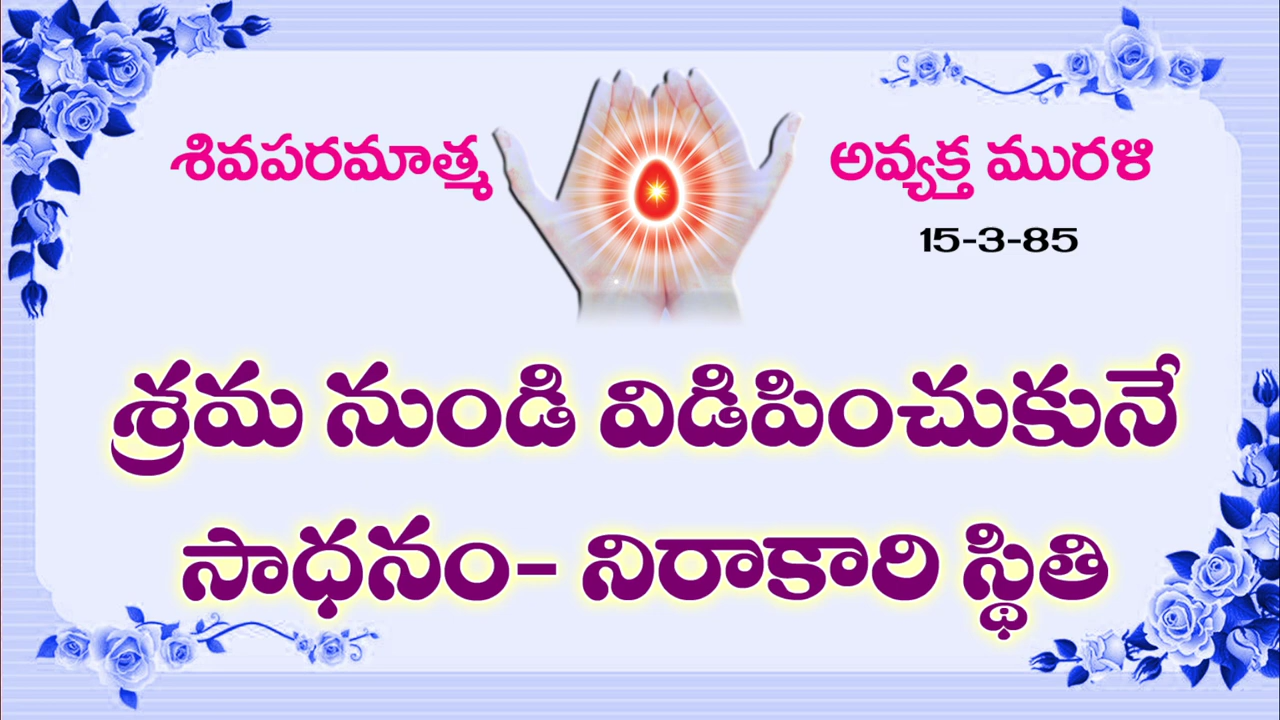 శివపరమాత్మ
అవ్యక్త మురళి
15-3-85
శ్రమ నుండి విడిపించుకునే
సాధనం- నిరాకారి స్థితి